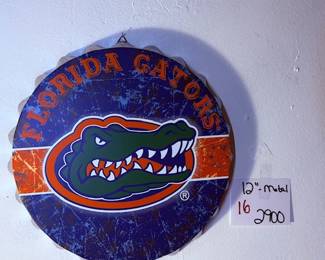 FLORIDA GATORS
®
12"-metal
16
2900